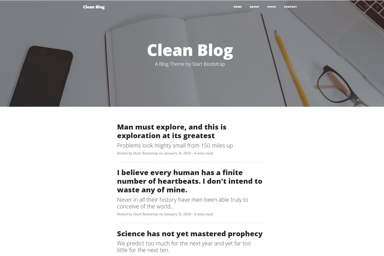 Clean Blog
HOME ABOUT POSTS CONTACT
Clean Blog
A Blog Theme by Start Bootstrap
Man must explore, and this is
exploration at its greatest
Problems look mighty small from 150 miles up
Posted by Start Bootstrap on January 31, 2020 · 4 mins read
I believe every human has a finite
number of heartbeats. I don't intend to
waste any of mine.
Never in all their history have men been able truly to
conceive of the world...
Posted by Start Bootstrap on January 29, 2020 · 4 mins read
Science has not yet mastered prophecy
We predict too much for the next year and yet far too
little for the next ten.